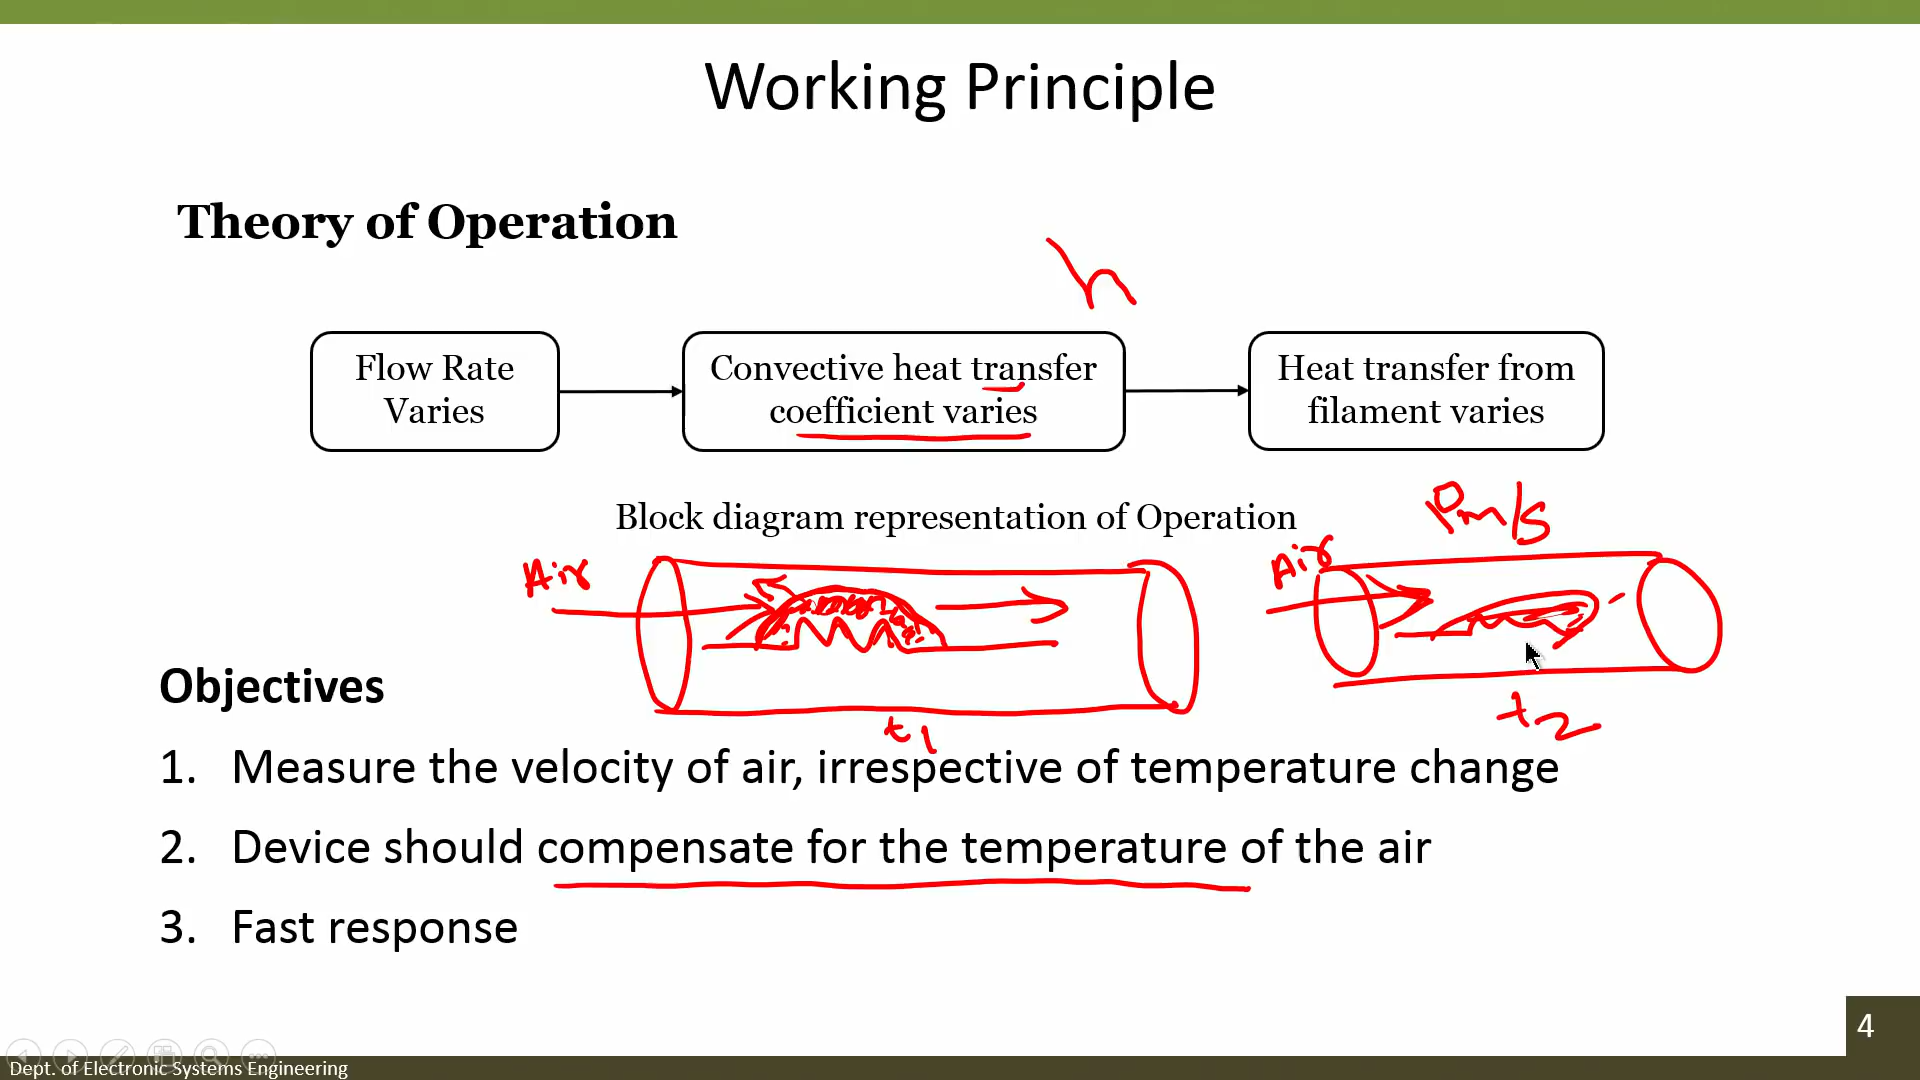 Working Principle
Theory of Operation
h
Flow Rate
Varies
Convective heat transfer
coefficient varies
Heat transfer from
filament varies
Block diagram representation of Operation
Pm/s
Air
Air
t1
t2
Objectives
1. Measure the velocity of air, irrespective of temperature change
2. Device should compensate for the temperature of the air
3. Fast response
4
Dept. of Electronic Systems Engineering